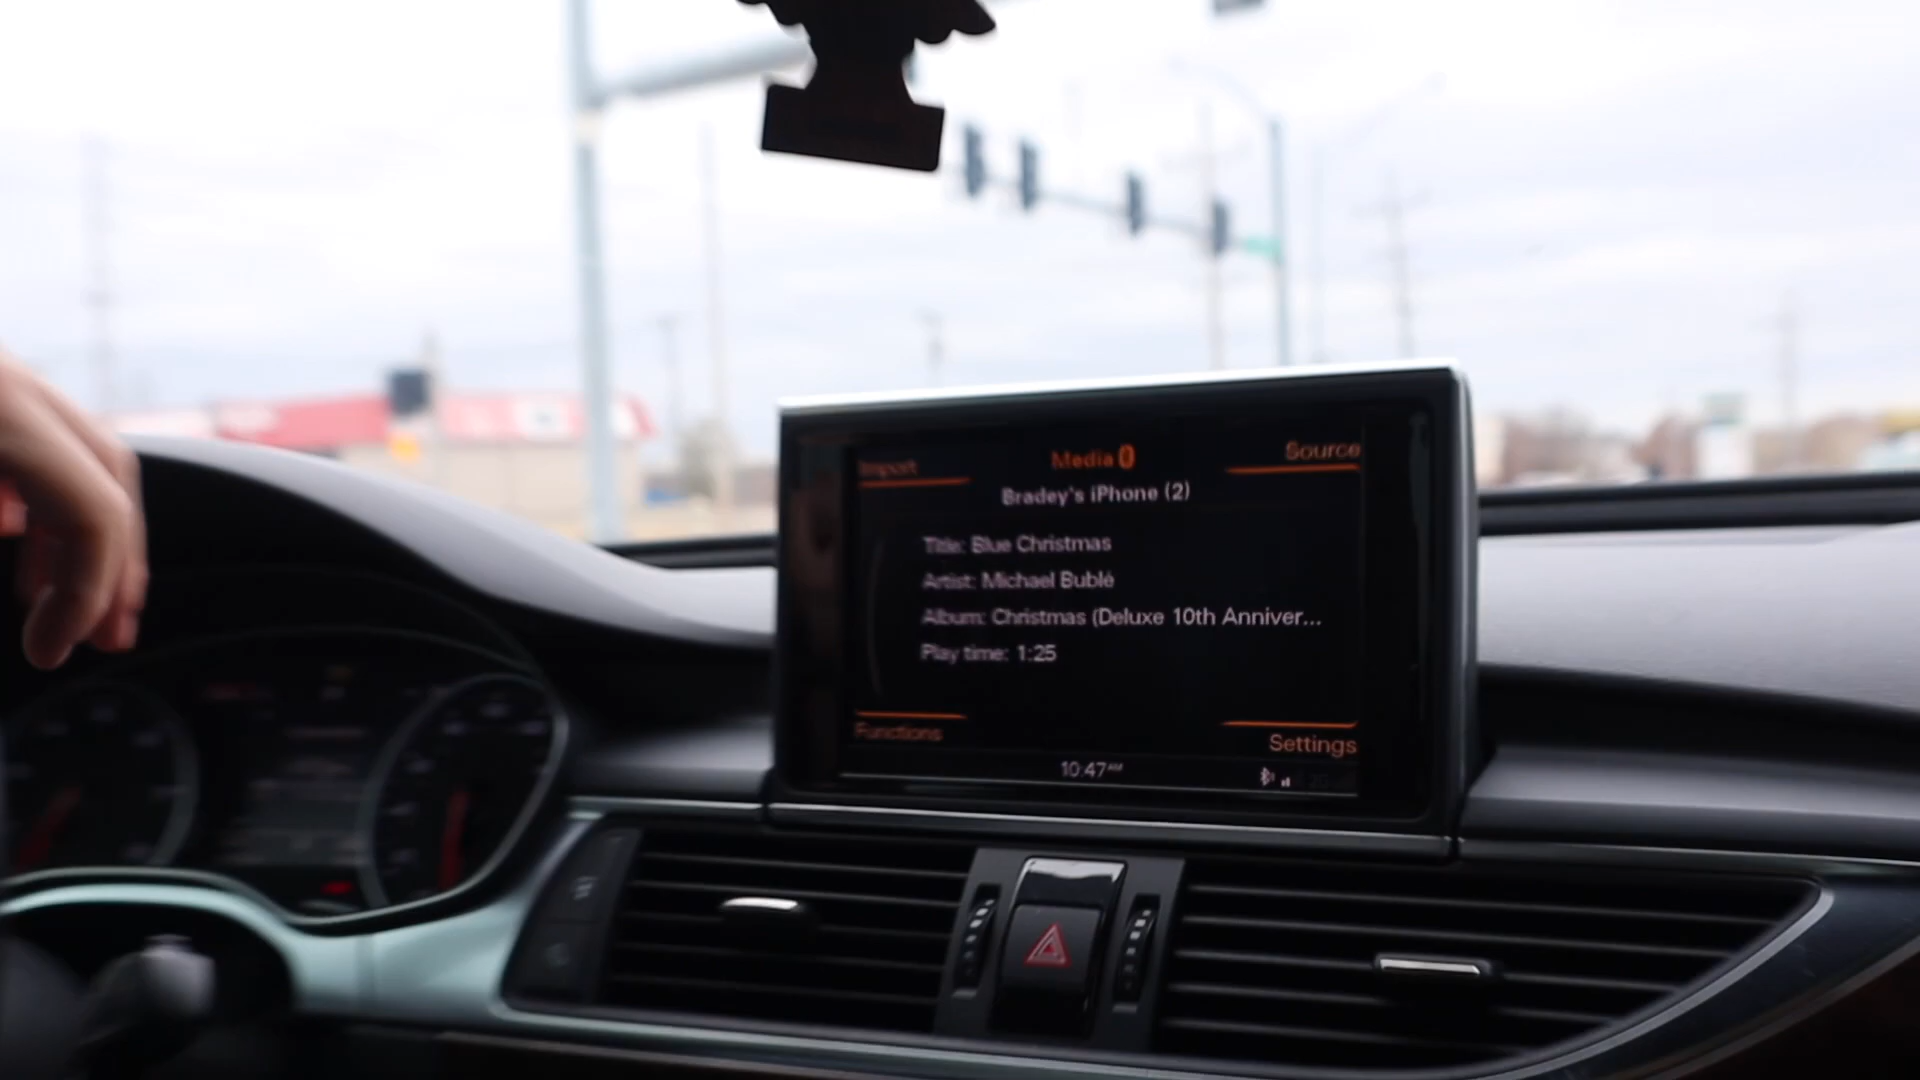 Import Media Source
Bradey's iPhone (2)
Title: Blue Christmas
Artist: Michael Bublé
Album: Christmas (Deluxe 10th Anniver...
Play time: 1:25
Functions Settings
10:47 AM